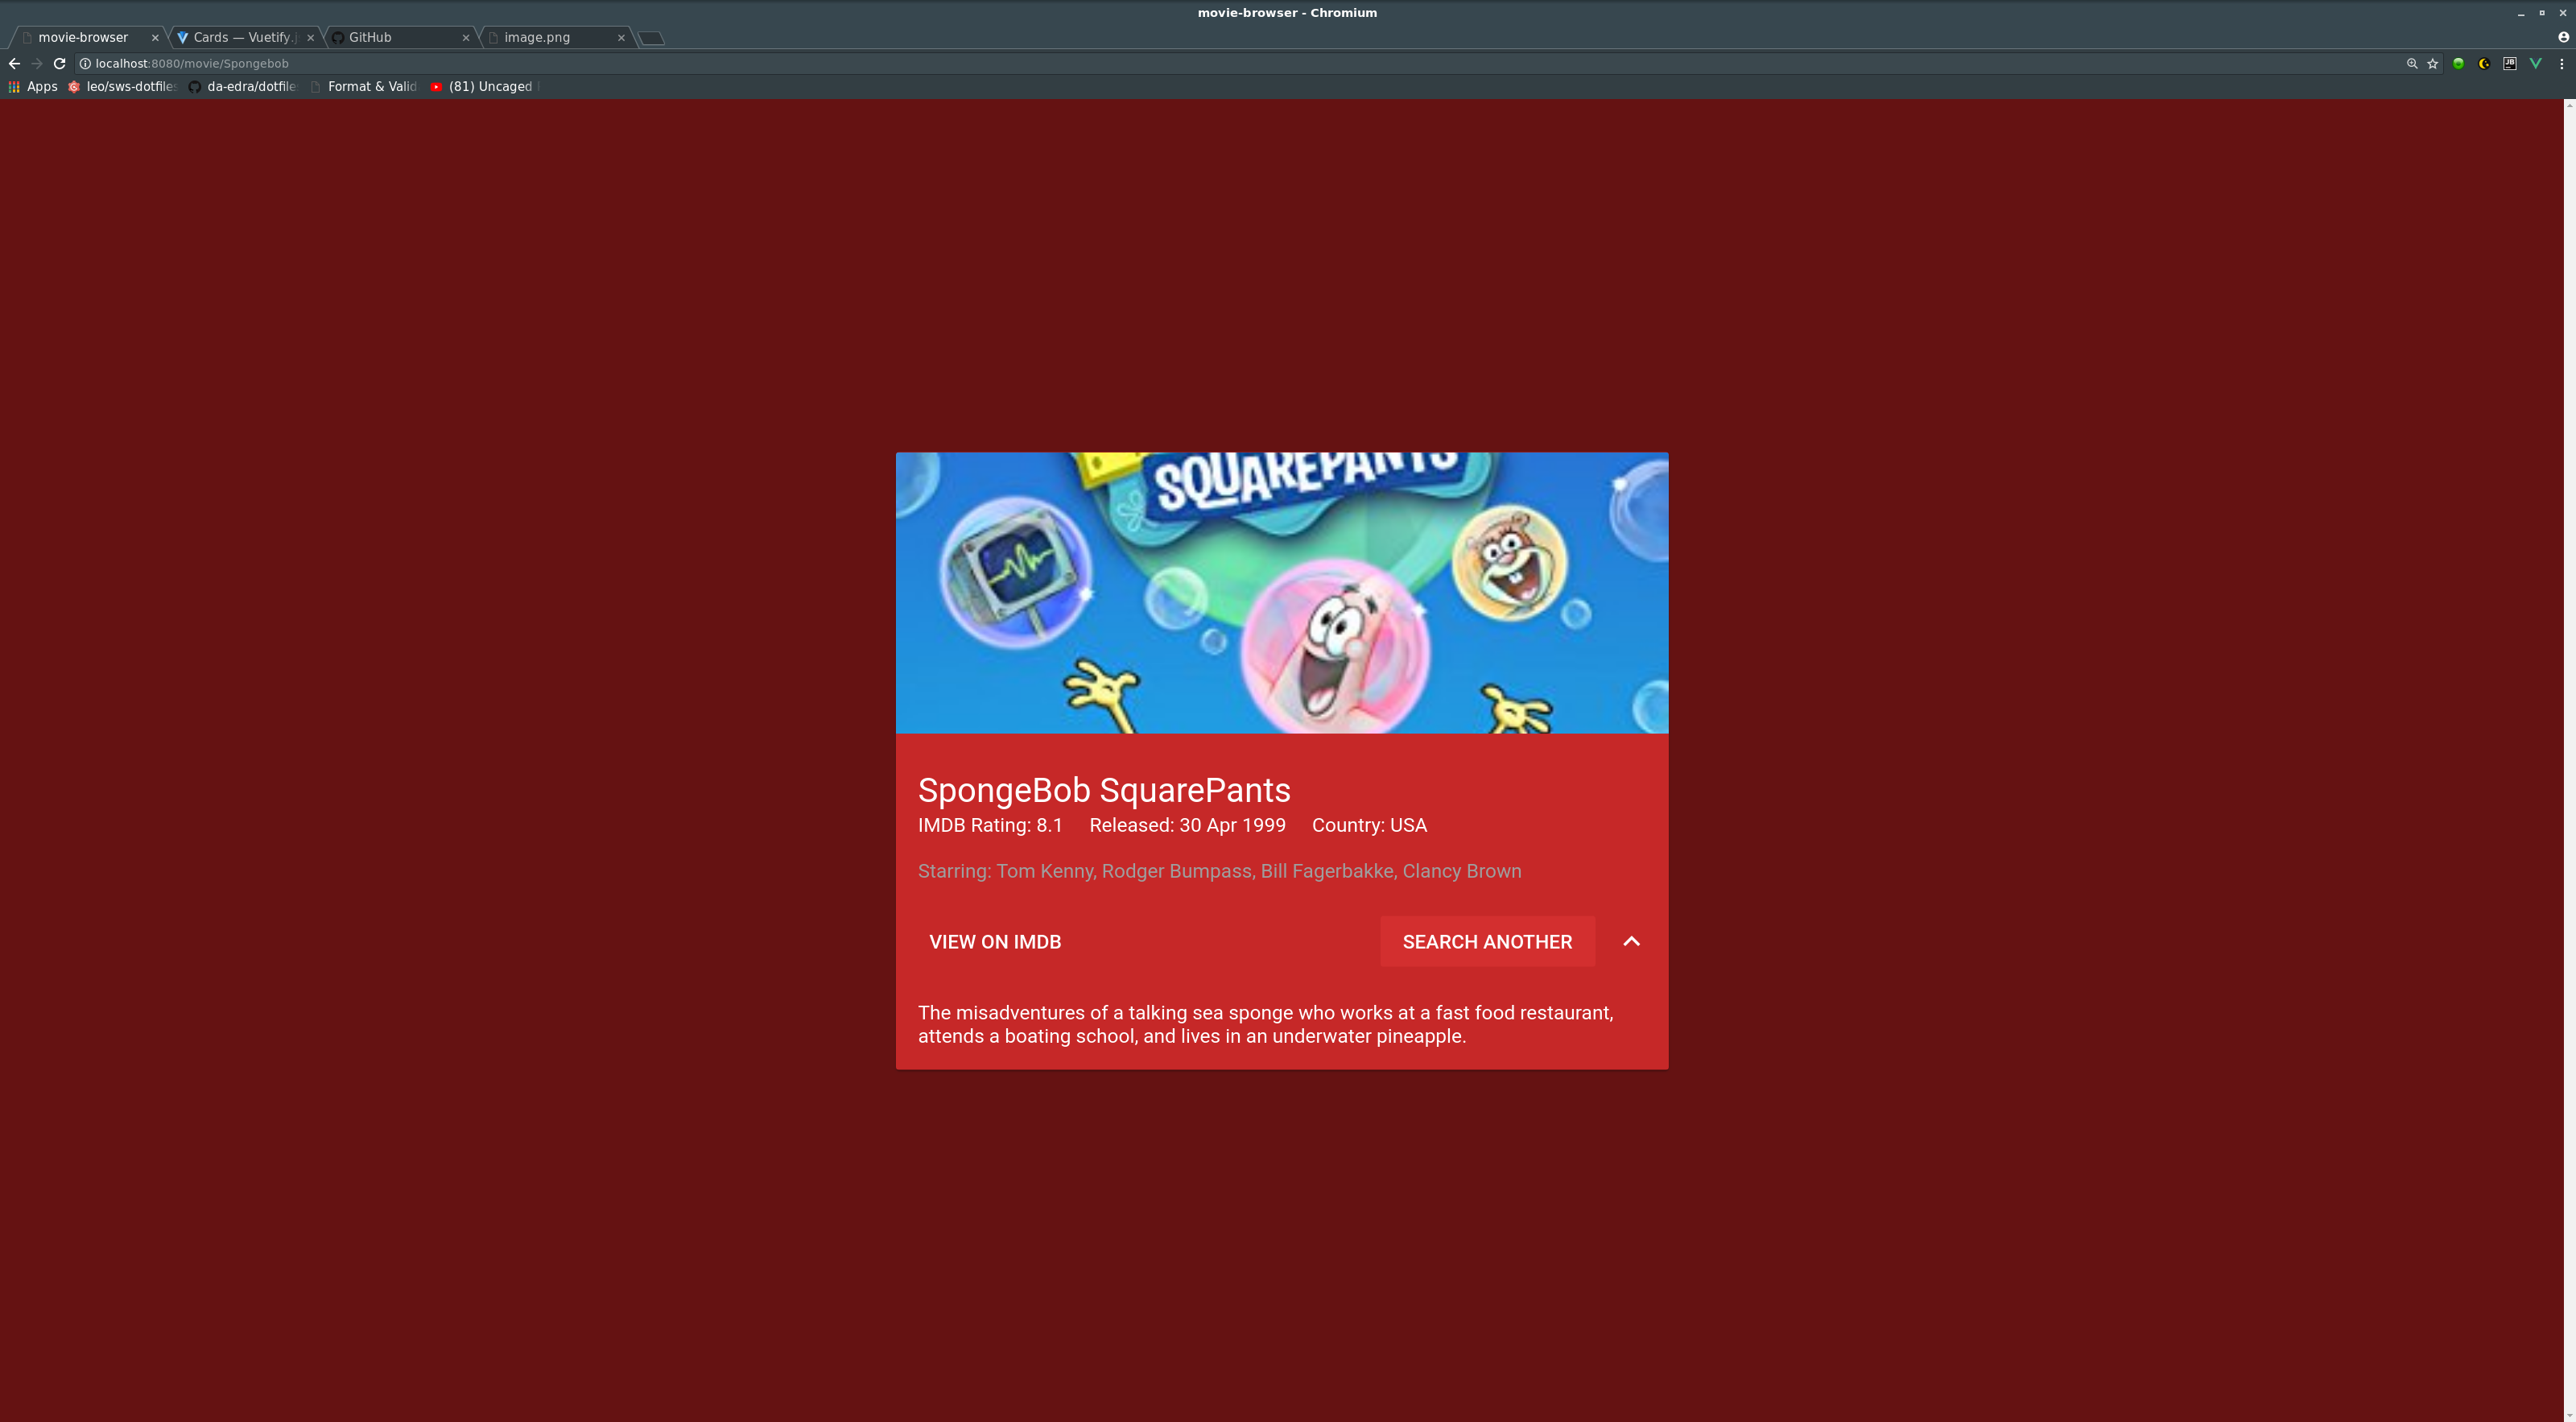 movie-browser - Chromium
movie-browser
Cards — Vuetify.j
GitHub
image.png
localhost:8080/movie/Spongebob
JB
Apps
leo/sws-dotfiles
da-edra/dotfile
Format & Valid
(81) Uncaged
SQUAREPANTS
SpongeBob SquarePants
IMDB Rating: 8.1 Released: 30 Apr 1999 Country: USA
Starring: Tom Kenny, Rodger Bumpass, Bill Fagerbakke, Clancy Brown
VIEW ON IMDB
SEARCH ANOTHER
The misadventures of a talking sea sponge who works at a fast food restaurant,
attends a boating school, and lives in an underwater pineapple.